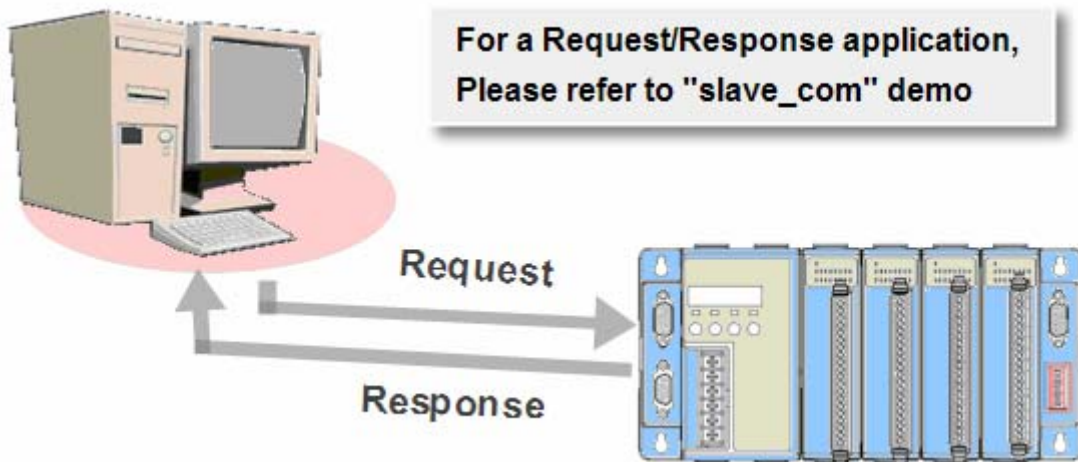 For a Request/Response application,
Please refer to "slave_com" demo
Request
Response